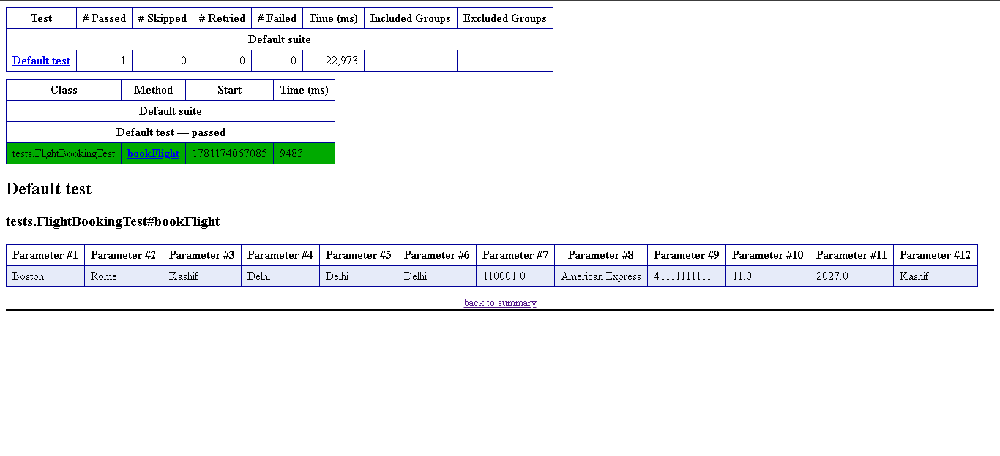 Test # Passed # Skipped # Retried # Failed Time (ms) Included Groups Excluded Groups
Default suite
Default test 1 0 0 0 22,973
Class Method Start Time (ms)
Default suite
Default test — passed
tests.FlightBookingTest bookFlight 1781174067085 9483
Default test
tests.FlightBookingTest#bookFlight
Parameter #1 Parameter #2 Parameter #3 Parameter #4 Parameter #5 Parameter #6 Parameter #7 Parameter #8 Parameter #9 Parameter #10 Parameter #11 Parameter #12
Boston Rome Kashif Delhi Delhi Delhi 110001.0 American Express 41111111111 11.0 2027.0 Kashif
back to summary